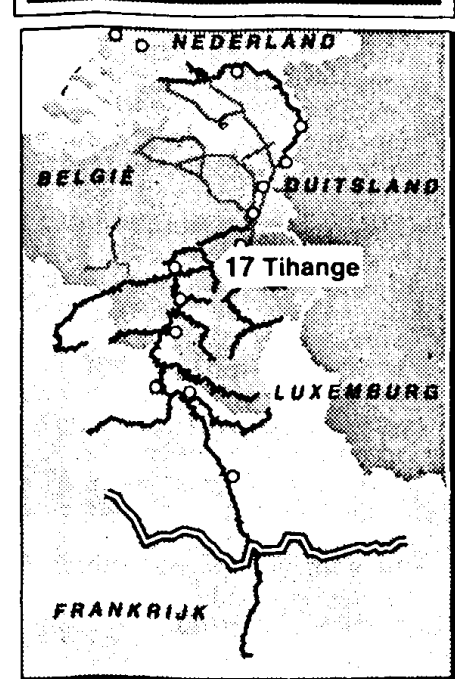 NEDERLAND
BELGIË
DUITSLAND
17 Tihange
LUXEMBURG
FRANKRIJK